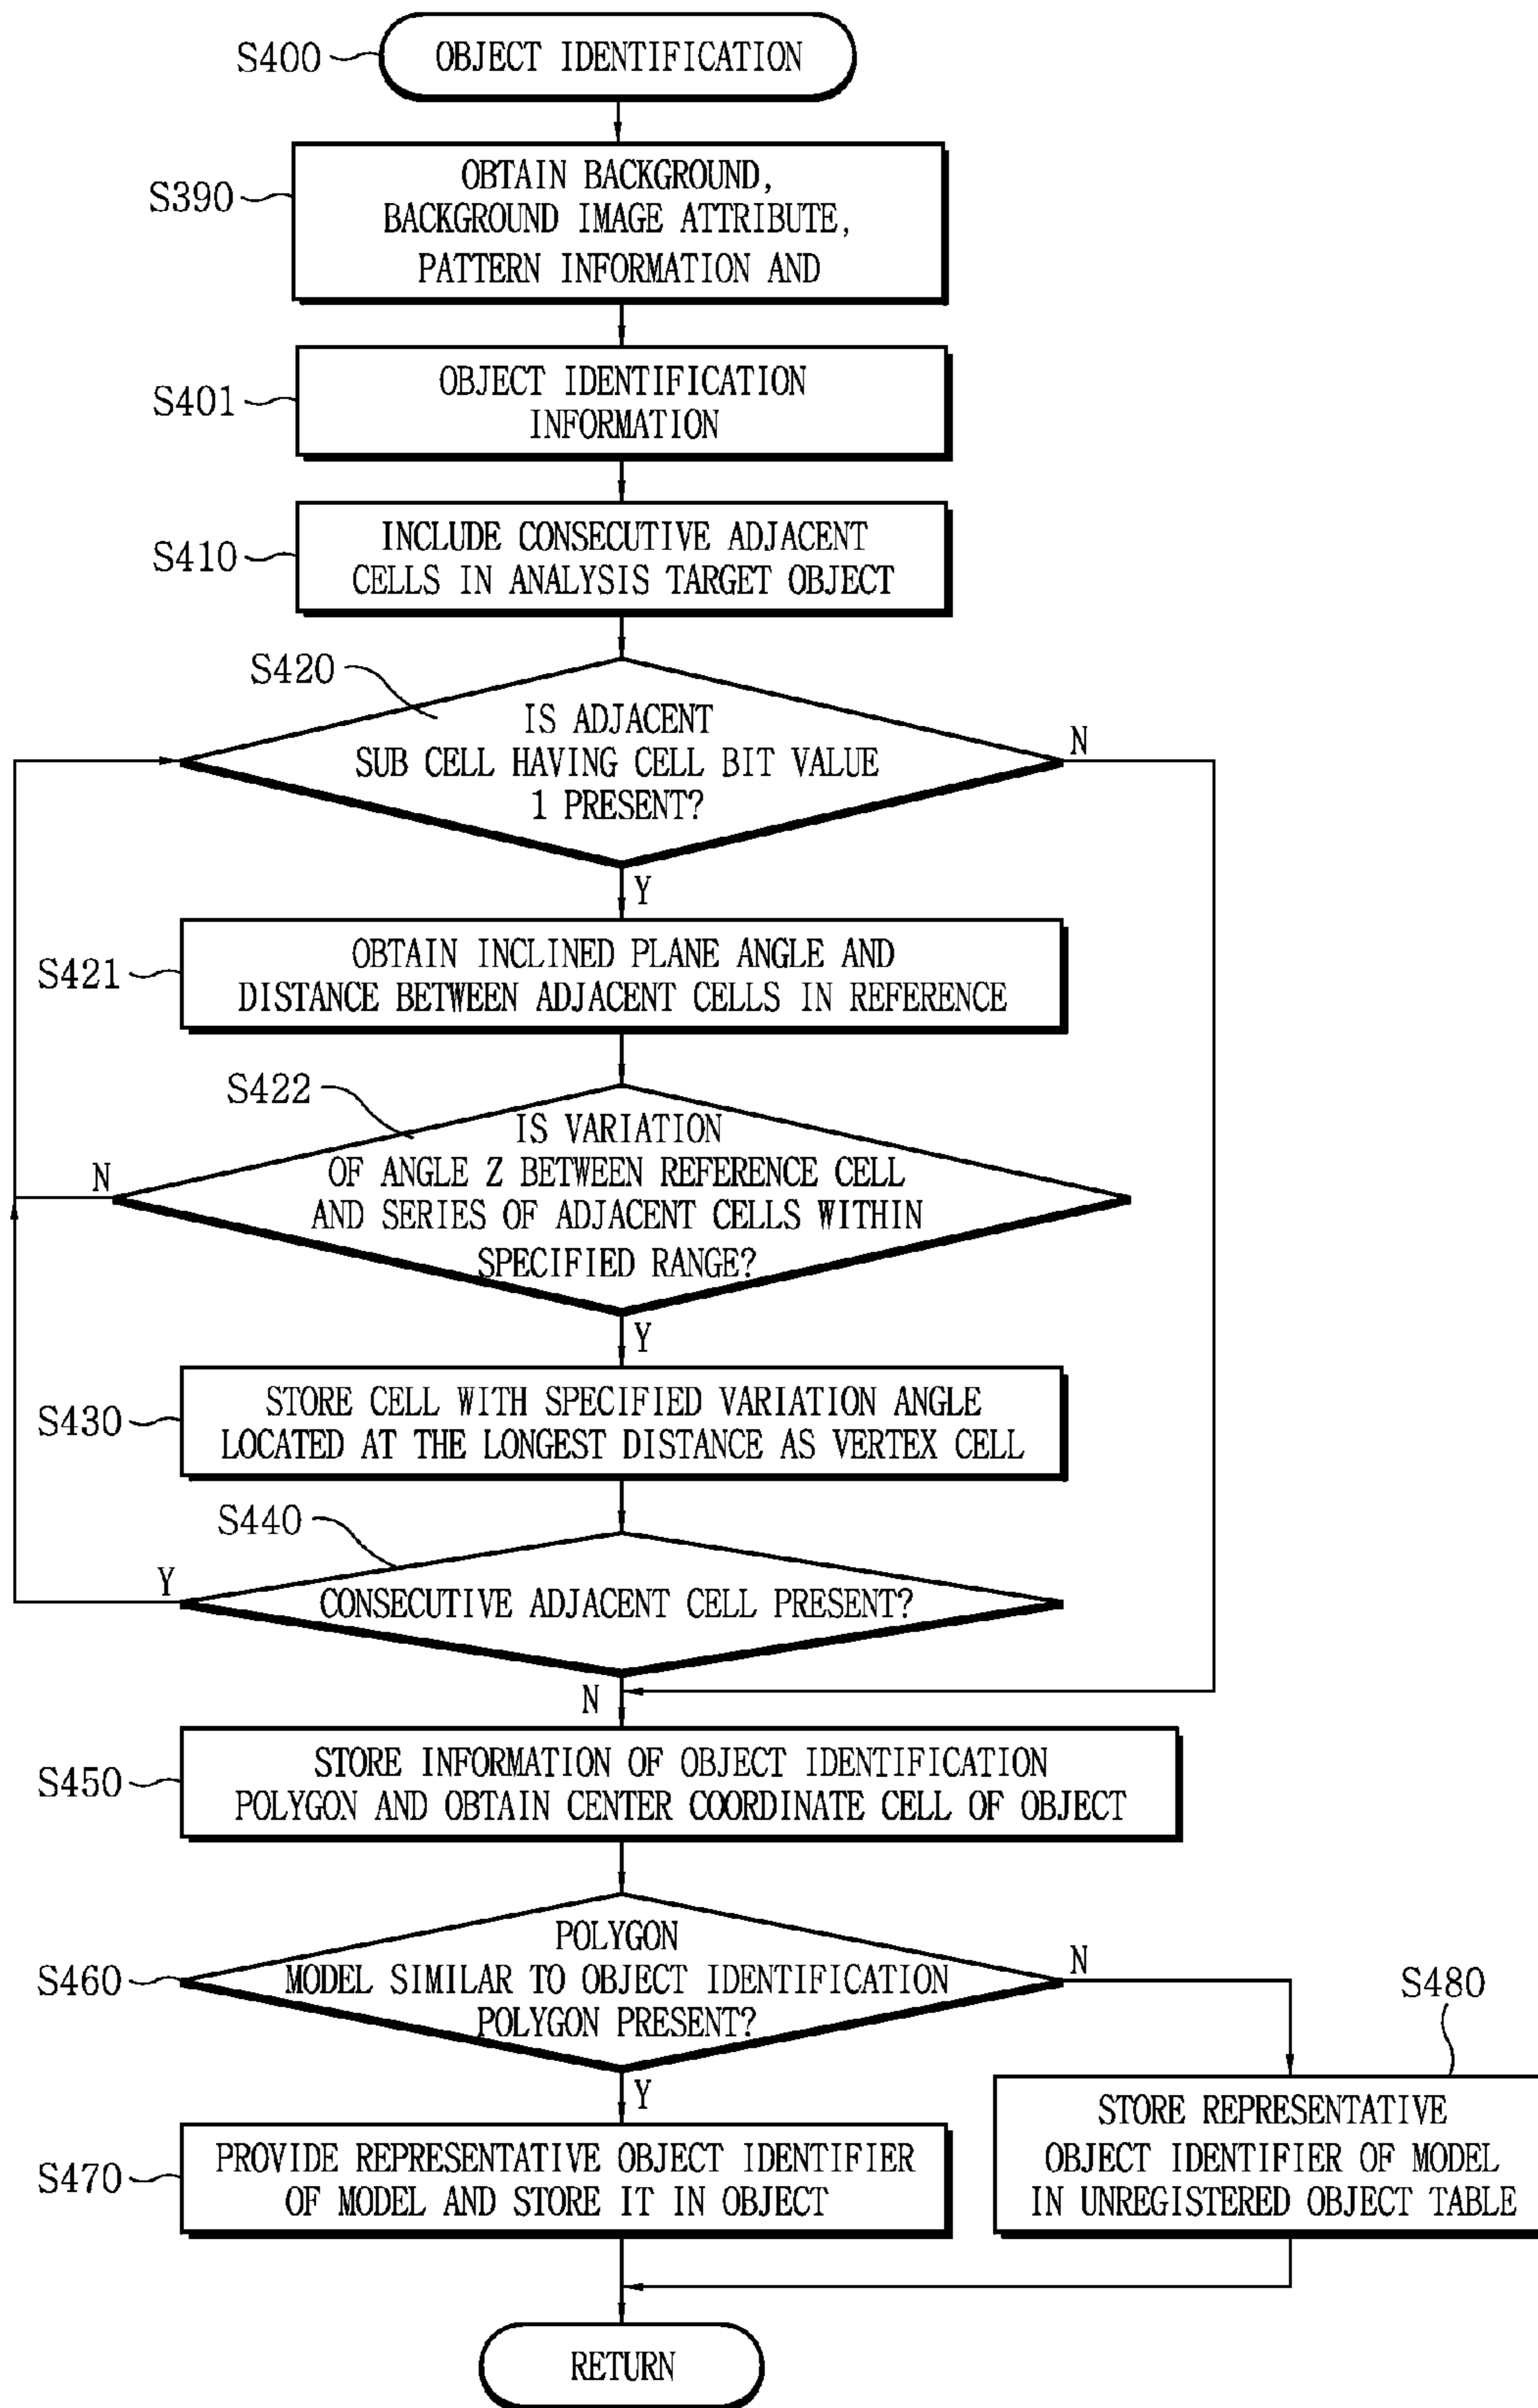 S400
OBJECT IDENTIFICATION
S390
OBTAIN BACKGROUND,
BACKGROUND IMAGE ATTRIBUTE,
PATTERN INFORMATION AND
S401
OBJECT IDENTIFICATION
INFORMATION
S410
INCLUDE CONSECUTIVE ADJACENT
CELLS IN ANALYSIS TARGET OBJECT
S420
IS ADJACENT
SUB CELL HAVING CELL BIT VALUE
1 PRESENT?
N
Y
S421
OBTAIN INCLINED PLANE ANGLE AND
DISTANCE BETWEEN ADJACENT CELLS IN REFERENCE
S422
IS VARIATION
OF ANGLE Z BETWEEN REFERENCE CELL
AND SERIES OF ADJACENT CELLS WITHIN
SPECIFIED RANGE?
N
Y
S430
STORE CELL WITH SPECIFIED VARIATION ANGLE
LOCATED AT THE LONGEST DISTANCE AS VERTEX CELL
S440
CONSECUTIVE ADJACENT CELL PRESENT?
Y
N
S450
STORE INFORMATION OF OBJECT IDENTIFICATION
POLYGON AND OBTAIN CENTER COORDINATE CELL OF OBJECT
S460
POLYGON
MODEL SIMILAR TO OBJECT IDENTIFICATION
POLYGON PRESENT?
N
Y
S470
PROVIDE REPRESENTATIVE OBJECT IDENTIFIER
OF MODEL AND STORE IT IN OBJECT
S480
STORE REPRESENTATIVE
OBJECT IDENTIFIER OF MODEL
IN UNREGISTERED OBJECT TABLE
RETURN